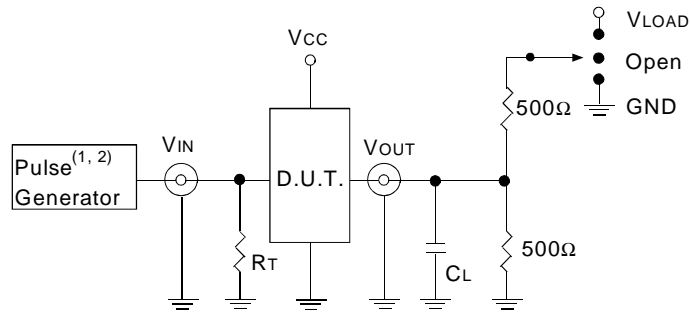 VLOAD
VCC
Open
500Ω
GND
VIN
VOUT
Pulse(1, 2)
Generator
D.U.T.
RT
CL
500Ω